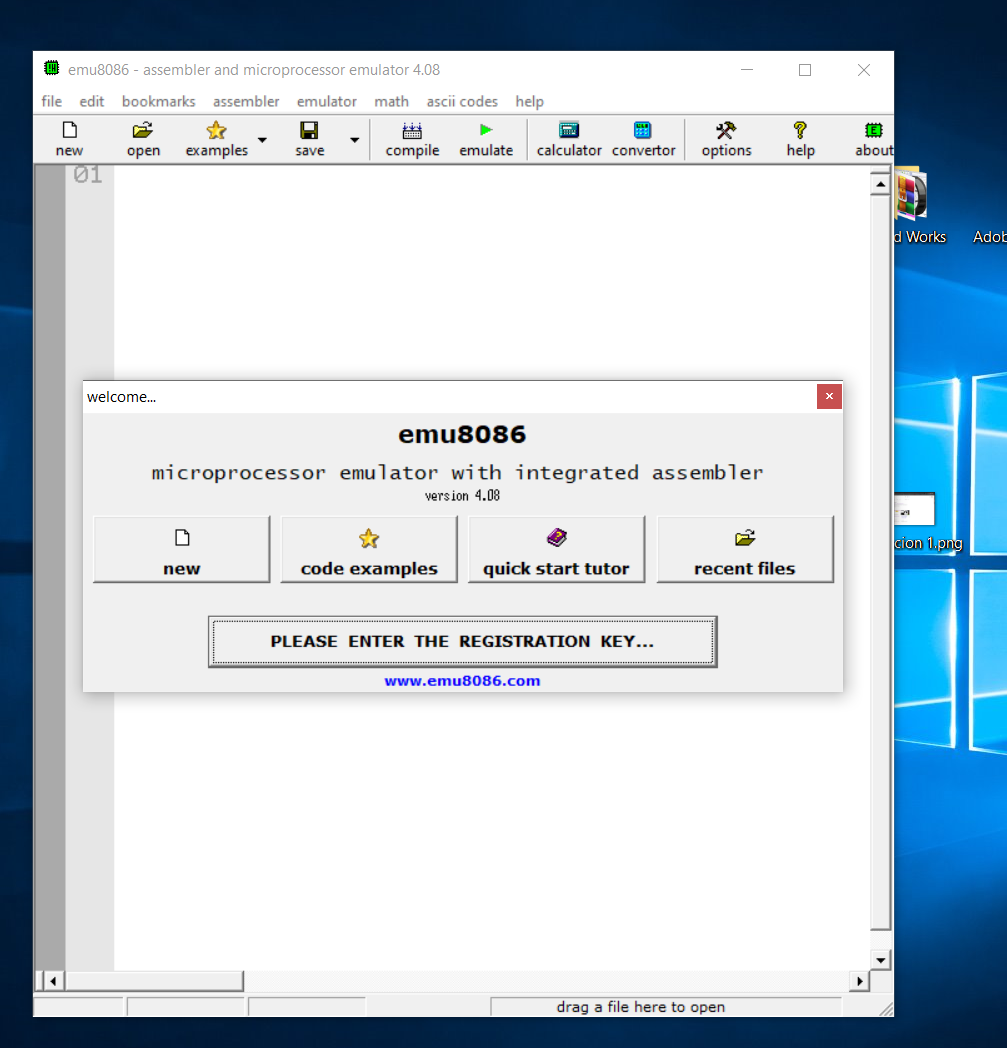 emu8086 - assembler and microprocessor emulator 4.08
file edit bookmarks assembler emulator math ascii codes help
new open examples save compile emulate calculator convertor options help about
01
d Works Adob
welcome...
emu8086
microprocessor emulator with integrated assembler
version 4.08
new code examples quick start tutor recent files
cion 1.png
PLEASE ENTER THE REGISTRATION KEY...
www.emu8086.com
drag a file here to open